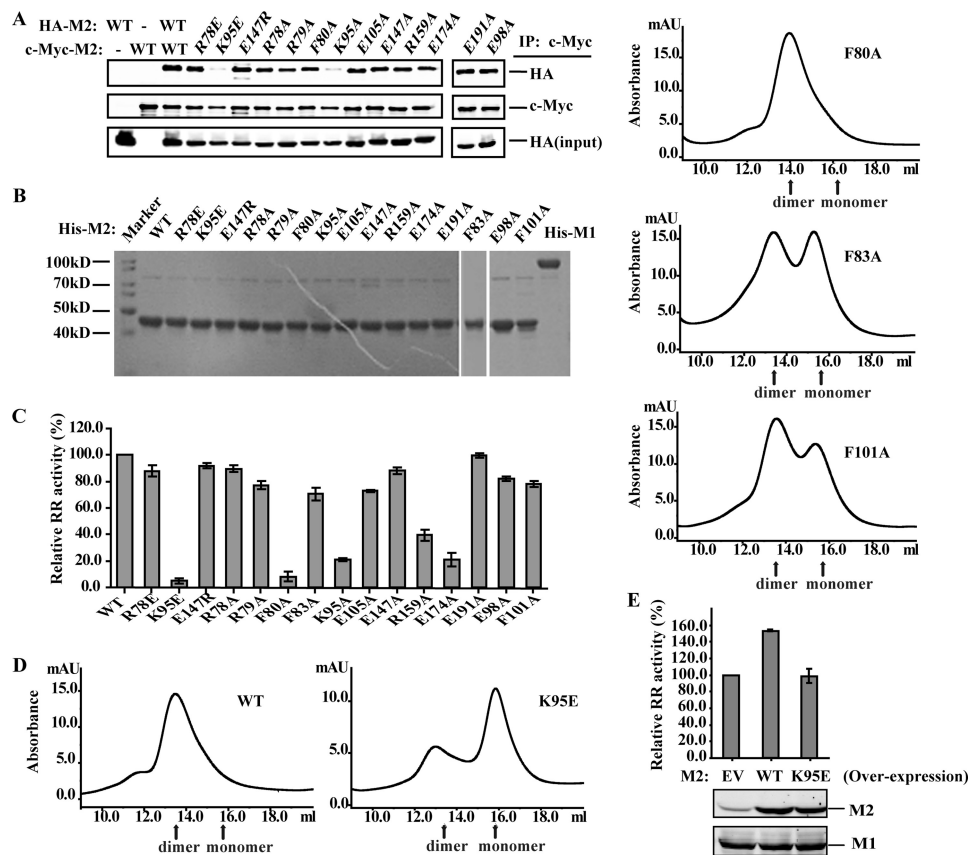 A
HA-M2: WT - WT R78E K95E E147R R78A R79A F80A K95A E105A E147A R159A E174A E191A E98A
c-Myc-M2: - WT WT
IP: c-Myc
HA
c-Myc
HA(input)
B
His-M2: Marker WT R78E K95E E147R R78A R79A F80A K95A E105A E147A R159A E174A E191A F83A E98A F101A His-M1
100kD
70kD
50kD
40kD
C
Relative RR activity (%)
120.0
100.0
80.0
60.0
40.0
20.0
0.0
WT R78E K95E E147R R78A R79A F80A F83A K95A E105A E147A R159A E174A E191A E98A F101A
D
mAU
WT
Absorbance
15.0
10.0
5.0
0.0
10.0 12.0 14.0 16.0 18.0 ml
dimer monomer
mAU
K95E
10.0
5.0
0.0
10.0 12.0 14.0 16.0 18.0 ml
dimer monomer
mAU
F80A
Absorbance
15.0
10.0
5.0
0.0
10.0 12.0 14.0 16.0 18.0 ml
dimer monomer
mAU
F83A
Absorbance
15.0
10.0
5.0
10.0 12.0 14.0 16.0 18.0 ml
dimer monomer
mAU
F101A
Absorbance
15.0
10.0
5.0
0.0
10.0 12.0 14.0 16.0 18.0 ml
dimer monomer
E
Relative RR activity (%)
160.0
140.0
120.0
100.0
80.0
60.0
40.0
20.0
0.0
M2: EV WT K95E (Over-expression)
M2
M1